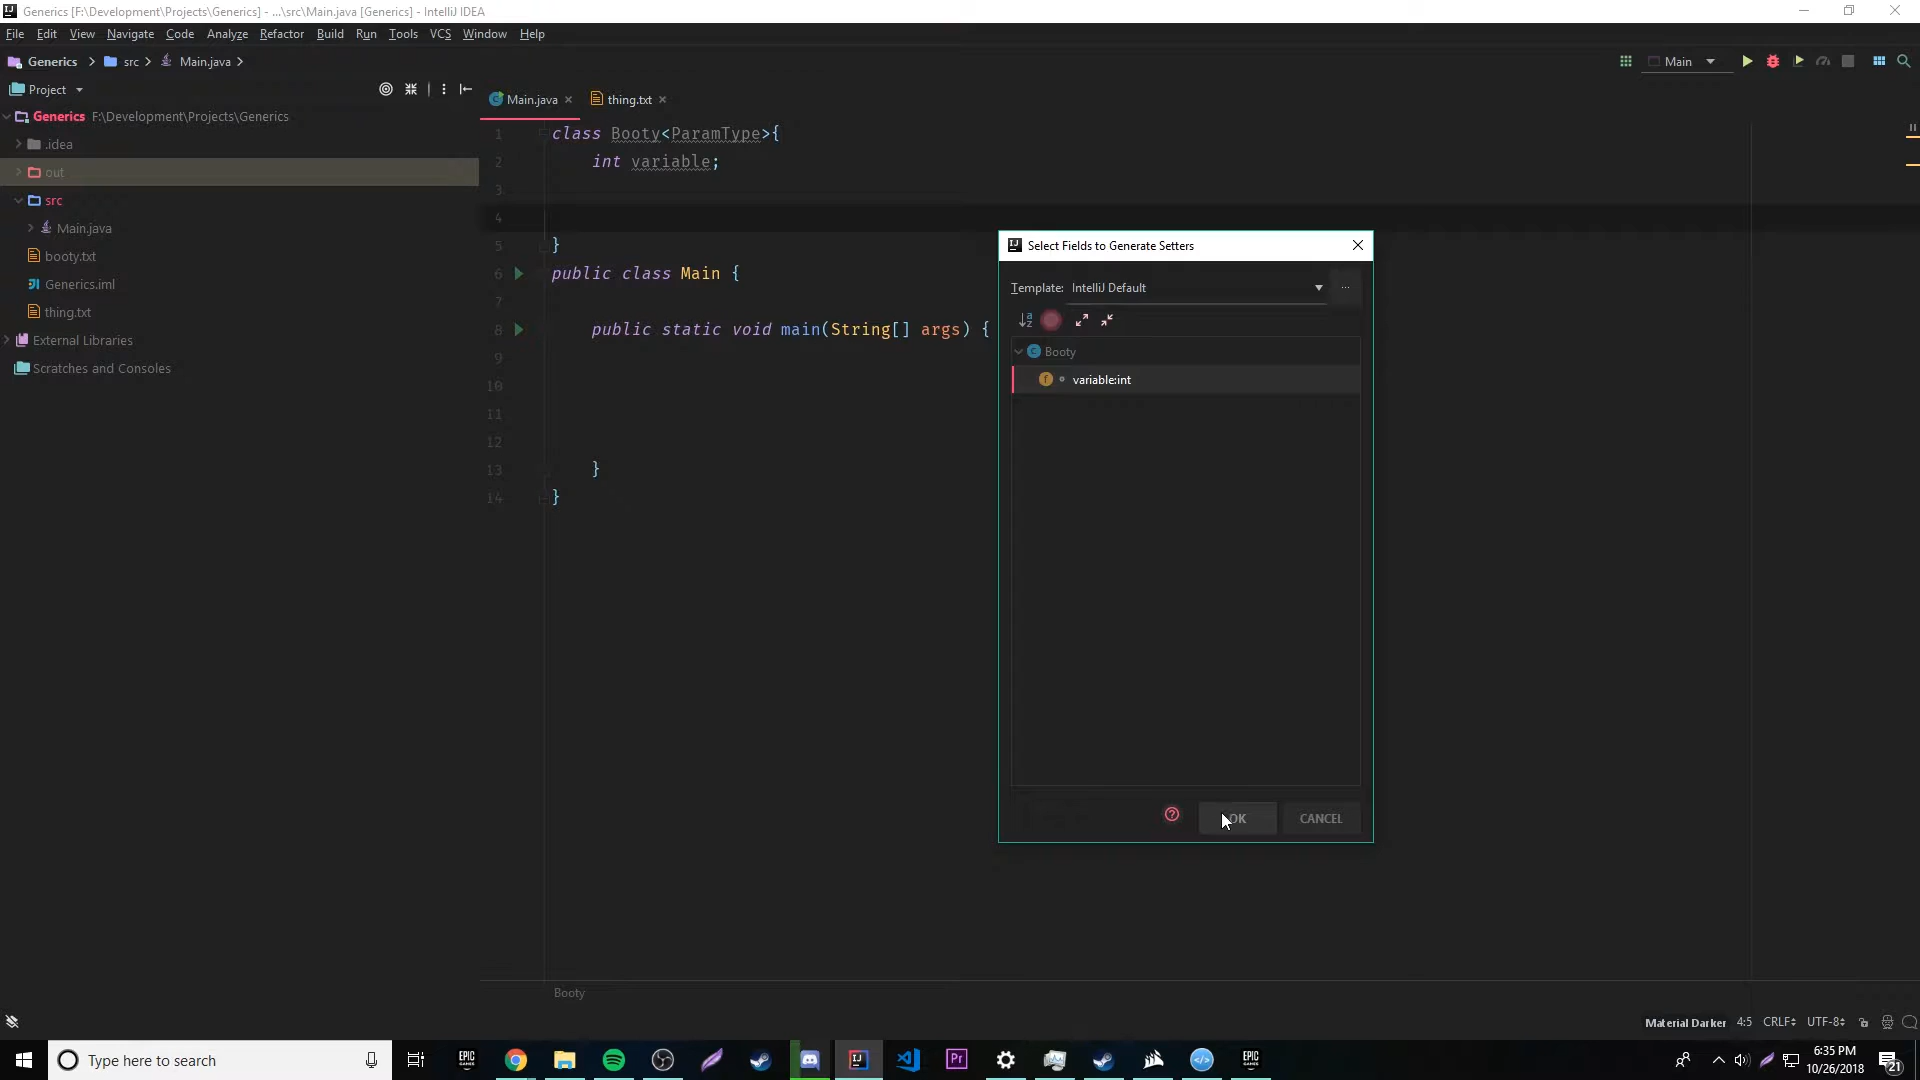 Generics [F:\Development\Projects\Generics] - ...\src\Main.java [Generics] - IntelliJ IDEA
File Edit View Navigate Code Analyze Refactor Build Run Tools VCS Window Help
Generics src Main.java
Main
Project
Main.java thing.txt
Generics F:\Development\Projects\Generics
.idea
out
src
Main.java
booty.txt
Generics.iml
thing.txt
External Libraries
Scratches and Consoles
1 class Booty<ParamType>{
2 int variable;
3
4
5 }
6 public class Main {
7
8 public static void main(String[] args) {
9
10
11
12
13 }
14 }
Select Fields to Generate Setters
Template: IntelliJ Default
...
Booty
variable:int
OK CANCEL
Booty
Material Darker 4:5 CRLF UTF-8
Type here to search
EPIC GAMES
Pr
EPIC GAMES
6:35 PM
10/26/2018
21